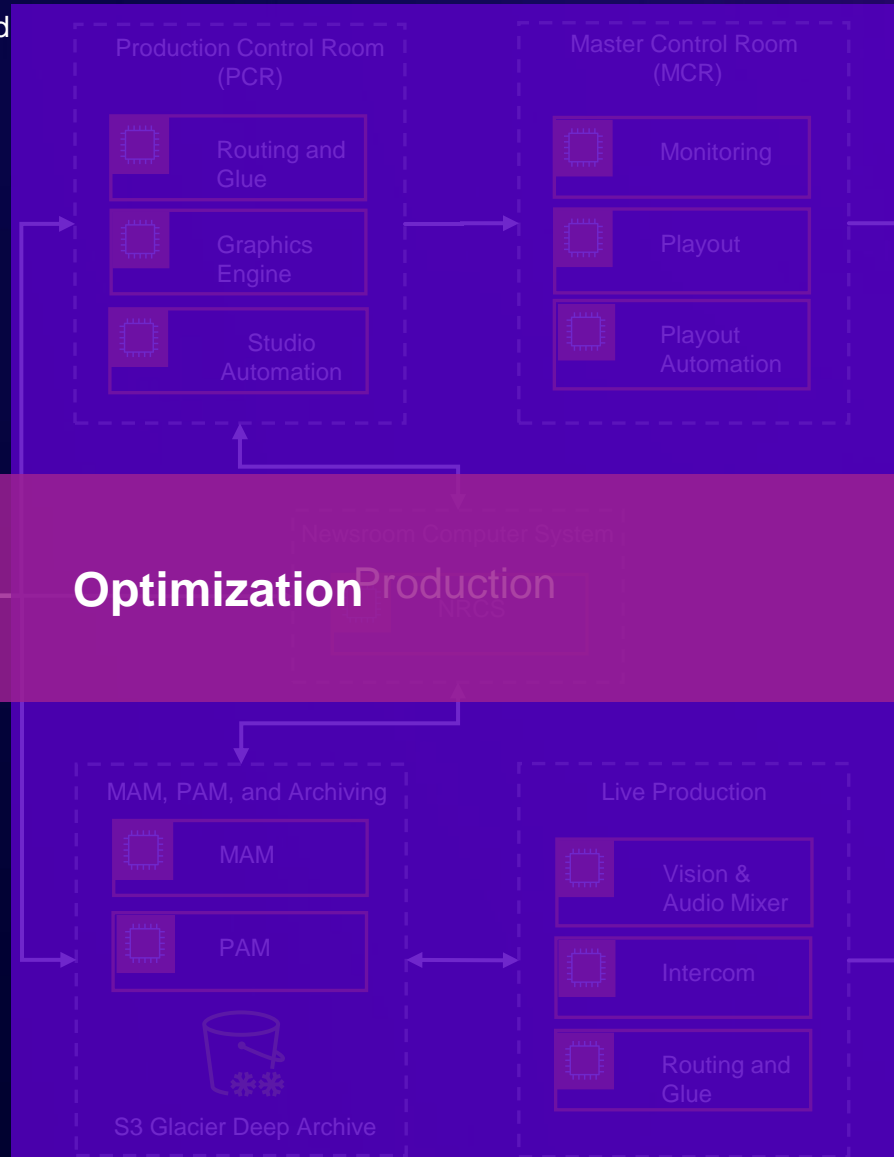 d
Production Control Room
(PCR)
Routing and
Glue
Graphics
Engine
Studio
Automation
Master Control Room
(MCR)
Monitoring
Playout
Playout
Automation
Newsroom Computer System
NRCS
Optimization
Production
MAM, PAM, and Archiving
MAM
PAM
S3 Glacier Deep Archive
Live Production
Vision &
Audio Mixer
Intercom
Routing and
Glue